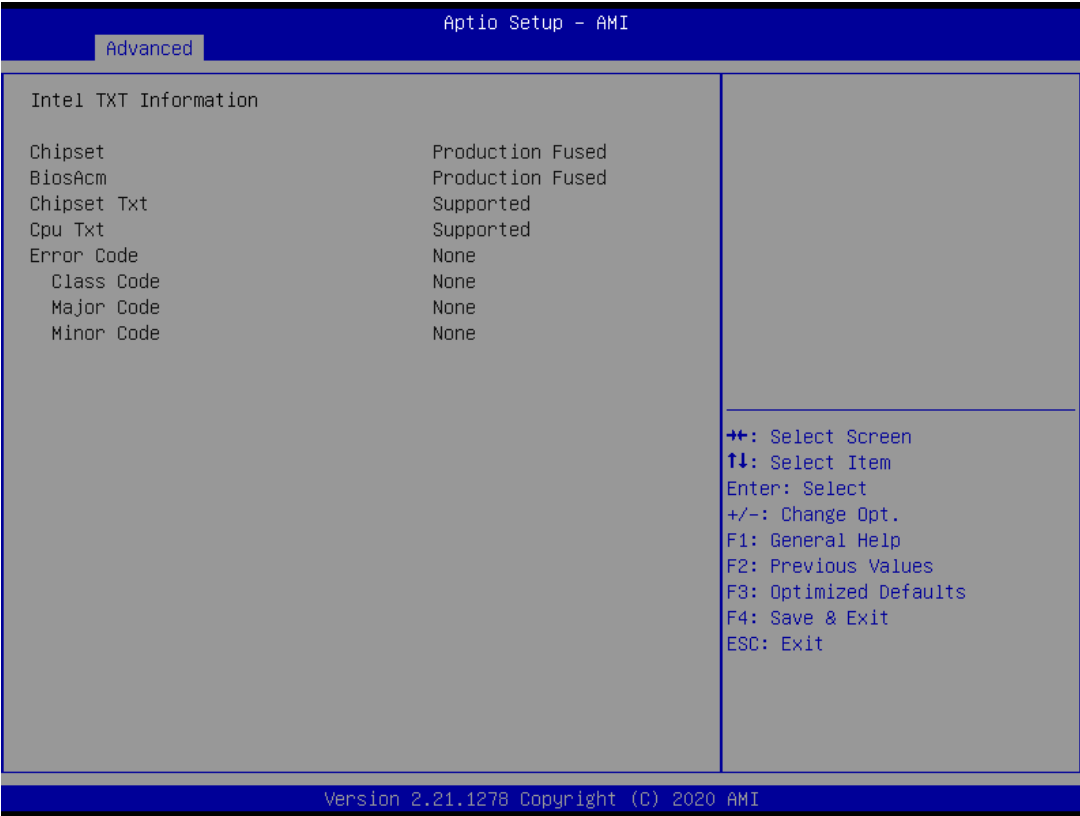 Aptio Setup – AMI
Advanced
Intel TXT Information
Chipset Production Fused
BiosAcm Production Fused
Chipset Txt Supported
Cpu Txt Supported
Error Code None
Class Code None
Major Code None
Minor Code None
→←: Select Screen
↑↓: Select Item
Enter: Select
+/-: Change Opt.
F1: General Help
F2: Previous Values
F3: Optimized Defaults
F4: Save & Exit
ESC: Exit
Version 2.21.1278 Copyright (C) 2020 AMI